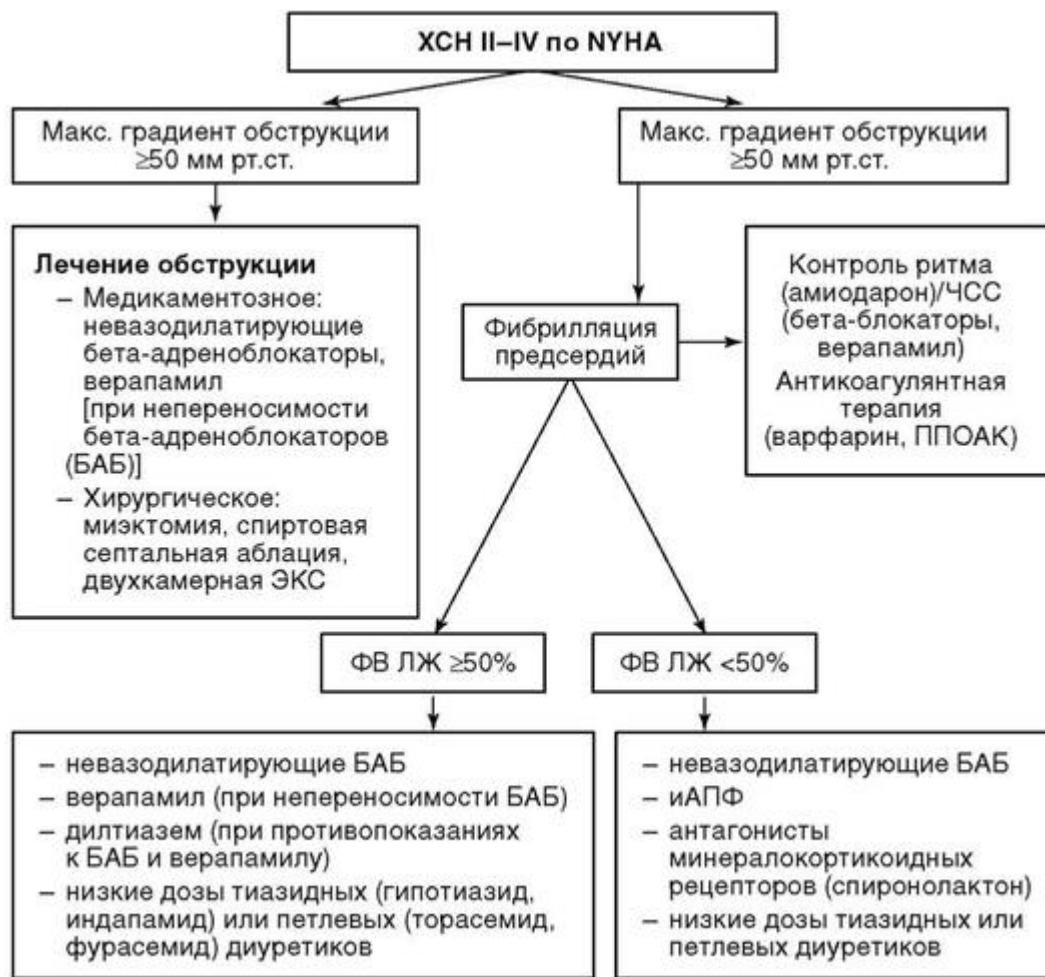 ХСН II–IV по NYHA
Макс. градиент обструкции
≥50 мм рт.ст.
Макс. градиент обструкции
≥50 мм рт.ст.
Лечение обструкции
– Медикаментозное:
невазодилатирующие
бета-адреноблокаторы,
верапамил
[при непереносимости
бета-адреноблокаторов
(БАБ)]
– Хирургическое:
миэктомия, спиртовая
септальная аблация,
двухкамерная ЭКС
Фибрилляция
предсердий
Контроль ритма
(амиодарон)/ЧСС
(бета-блокаторы,
верапамил)
Антикоагулянтная
терапия
(варфарин, ППОАК)
ФВ ЛЖ ≥50%
ФВ ЛЖ <50%
– невазодилатирующие БАБ
– верапамил (при непереносимости БАБ)
– дилтиазем (при противопоказаниях
к БАБ и верапамилу)
– низкие дозы тиазидных (гипотиазид,
индапамид) или петлевых (торасемид,
фурасемид) диуретиков
– невазодилатирующие БАБ
– иАПФ
– антагонисты
минералокортикоидных
рецепторов (спиронолактон)
– низкие дозы тиазидных или
петлевых диуретиков